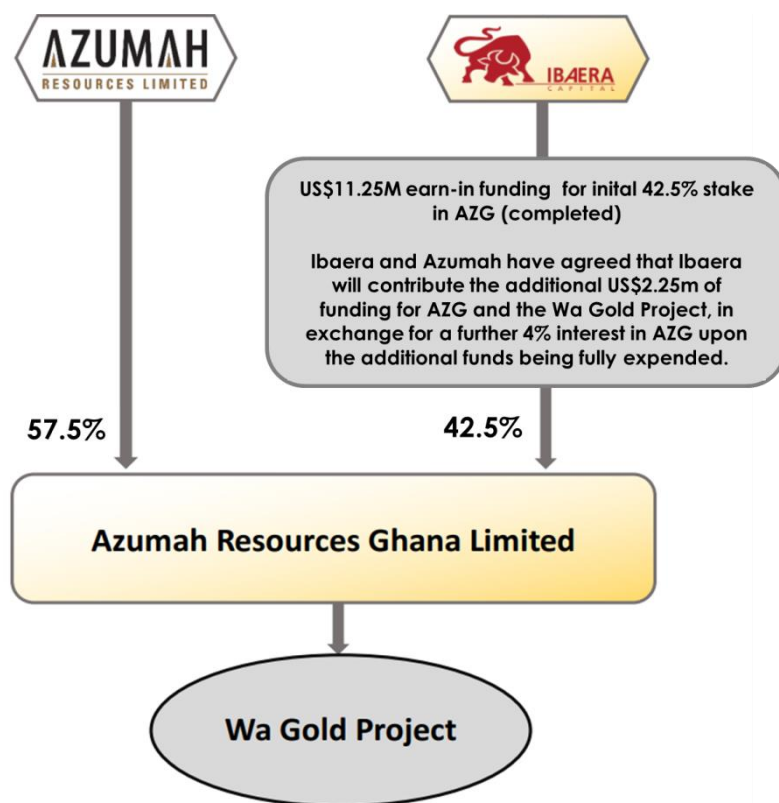 AZUMAH
RESOURCES LIMITED
IBAERA
CAPITAL
US$11.25M earn-in funding for inital 42.5% stake
in AZG (completed)
Ibaera and Azumah have agreed that Ibaera
will contribute the additional US$2.25m of
funding for AZG and the Wa Gold Project, in
exchange for a further 4% interest in AZG upon
the additional funds being fully expended.
57.5%
42.5%
Azumah Resources Ghana Limited
Wa Gold Project